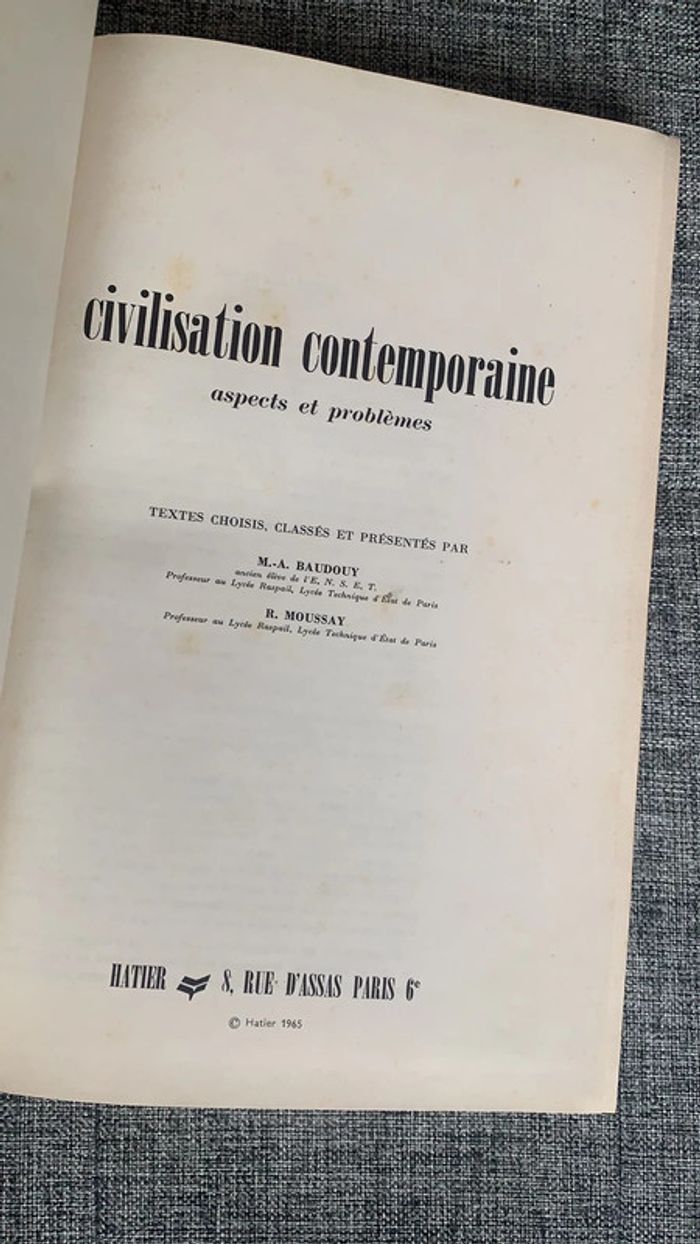 civilisation contemporaine
aspects et problèmes
TEXTES CHOISIS, CLASSÉS ET PRÉSENTÉS PAR
M.-A. BAUDOUY
ancien élève de l'E. N. S. E. T.
Professeur au Lycée Raspail, Lycée Technique d'État de Paris
R. MOUSSAY
Professeur au Lycée Raspail, Lycée Technique d'État de Paris
HATIER 8, RUE D'ASSAS PARIS 6e
© Hatier 1965